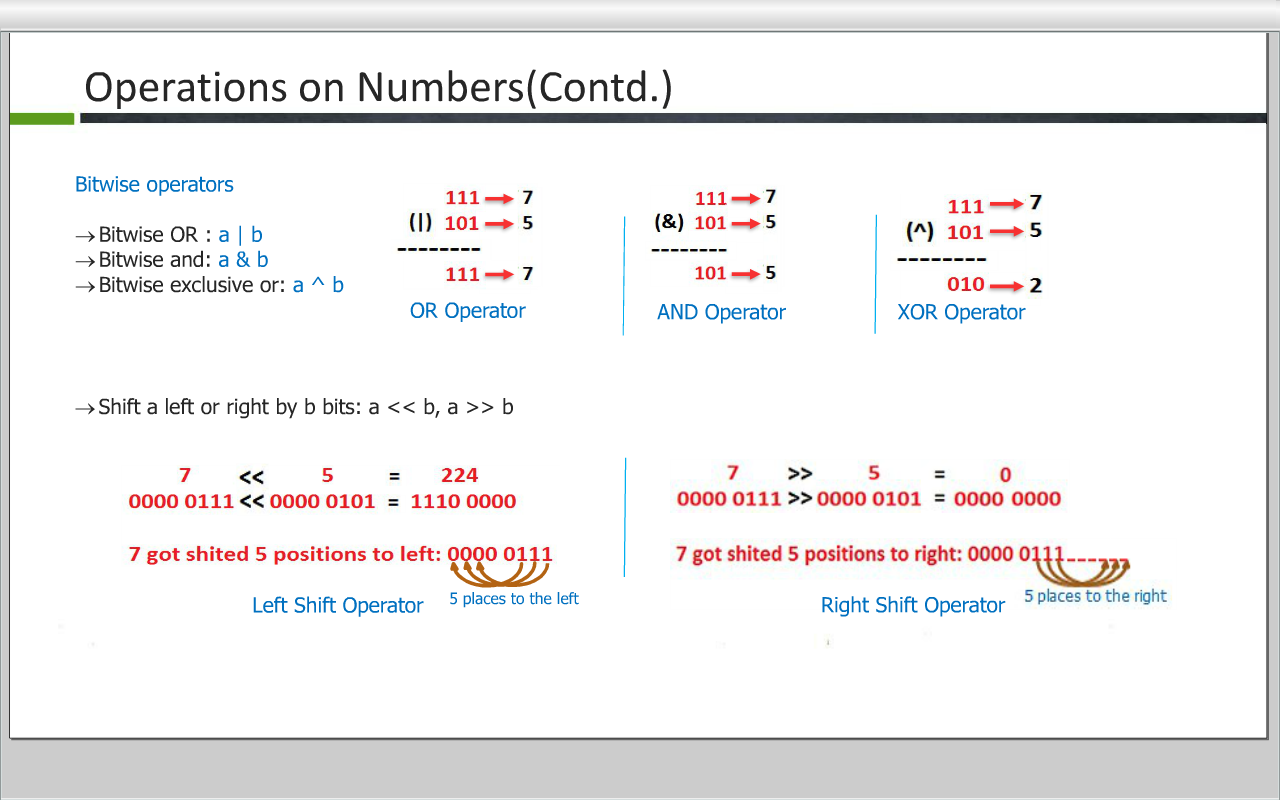 Operations on Numbers(Contd.)
Bitwise operators
→Bitwise OR : a | b
→Bitwise and: a & b
→Bitwise exclusive or: a ^ b
111 → 7
(|) 101 → 5
--------
111 → 7
OR Operator
111 → 7
(&) 101 → 5
--------
101 → 5
AND Operator
111 → 7
(^) 101 → 5
--------
010 → 2
XOR Operator
→Shift a left or right by b bits: a << b, a >> b
7 << 5 = 224
0000 0111 << 0000 0101 = 1110 0000
7 got shited 5 positions to left: 0000 0111
5 places to the left
Left Shift Operator
7 >> 5 = 0
0000 0111 >> 0000 0101 = 0000 0000
7 got shited 5 positions to right: 0000 0111______
5 places to the right
Right Shift Operator